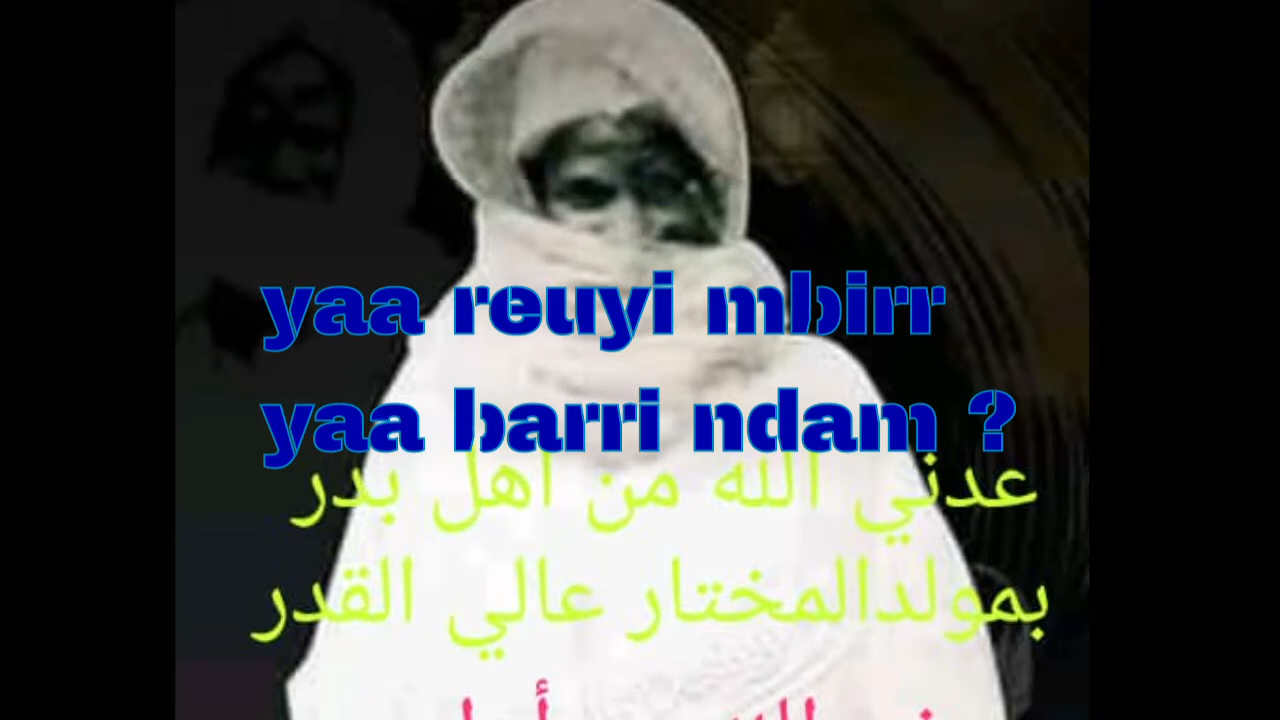 yaa reuyi mbirr
yaa barri ndam ?
عدني الله من اهل بدر
بمولدالمختار عالي القدر